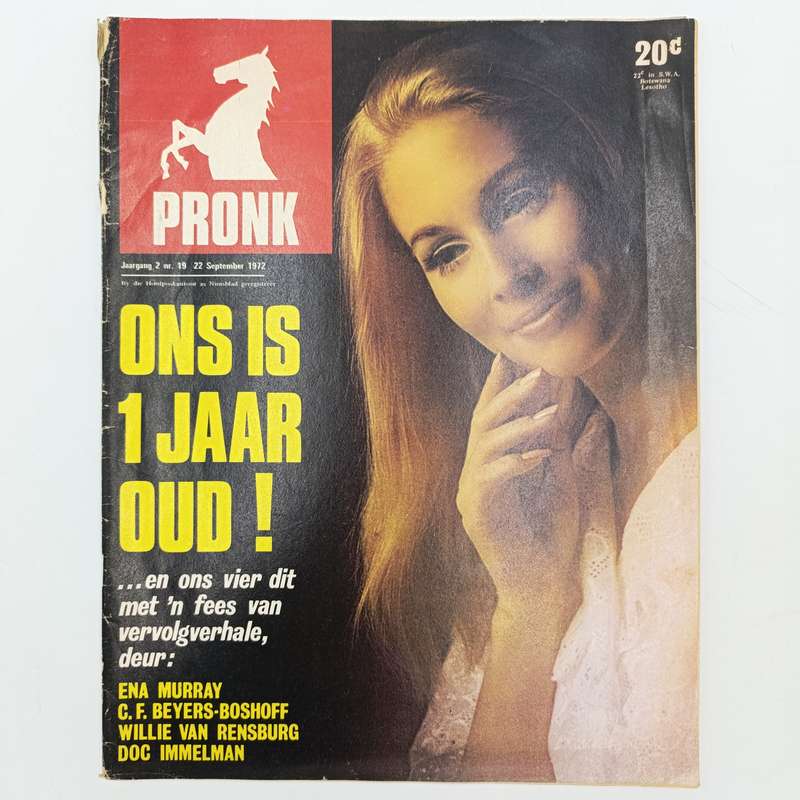 PRONK
Jaargang 2 nr. 19 22 September 1972
By die Hoofposkantoor as Nuusblad geregistreer
20c
22c in S.W.A.
Botswana
Lesotho
ONS IS
1 JAAR
OUD !
...en ons vier dit
met 'n fees van
vervolgverhale,
deur:
ENA MURRAY
C. F. BEYERS-BOSHOFF
WILLIE VAN RENSBURG
DOC IMMELMAN